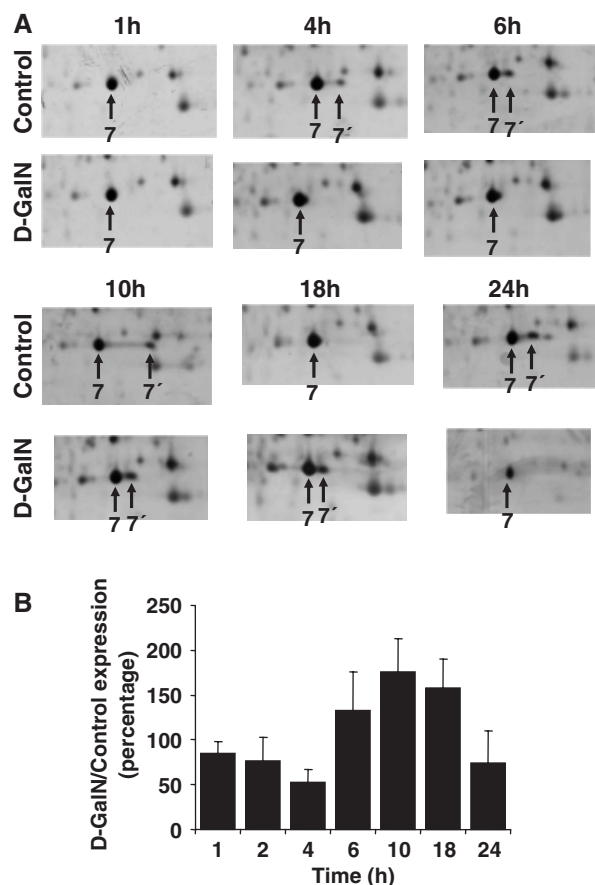 A
1h 4h 6h
Control
7 7 7´ 7 7´
D-GalN
7 7 7
10h 18h 24h
Control
7 7´ 7 7 7´
D-GalN
7 7´ 7 7´ 7
B
D-GalN/Control expression
(percentage)
250
200
150
100
50
0
1 2 4 6 10 18 24
Time (h)